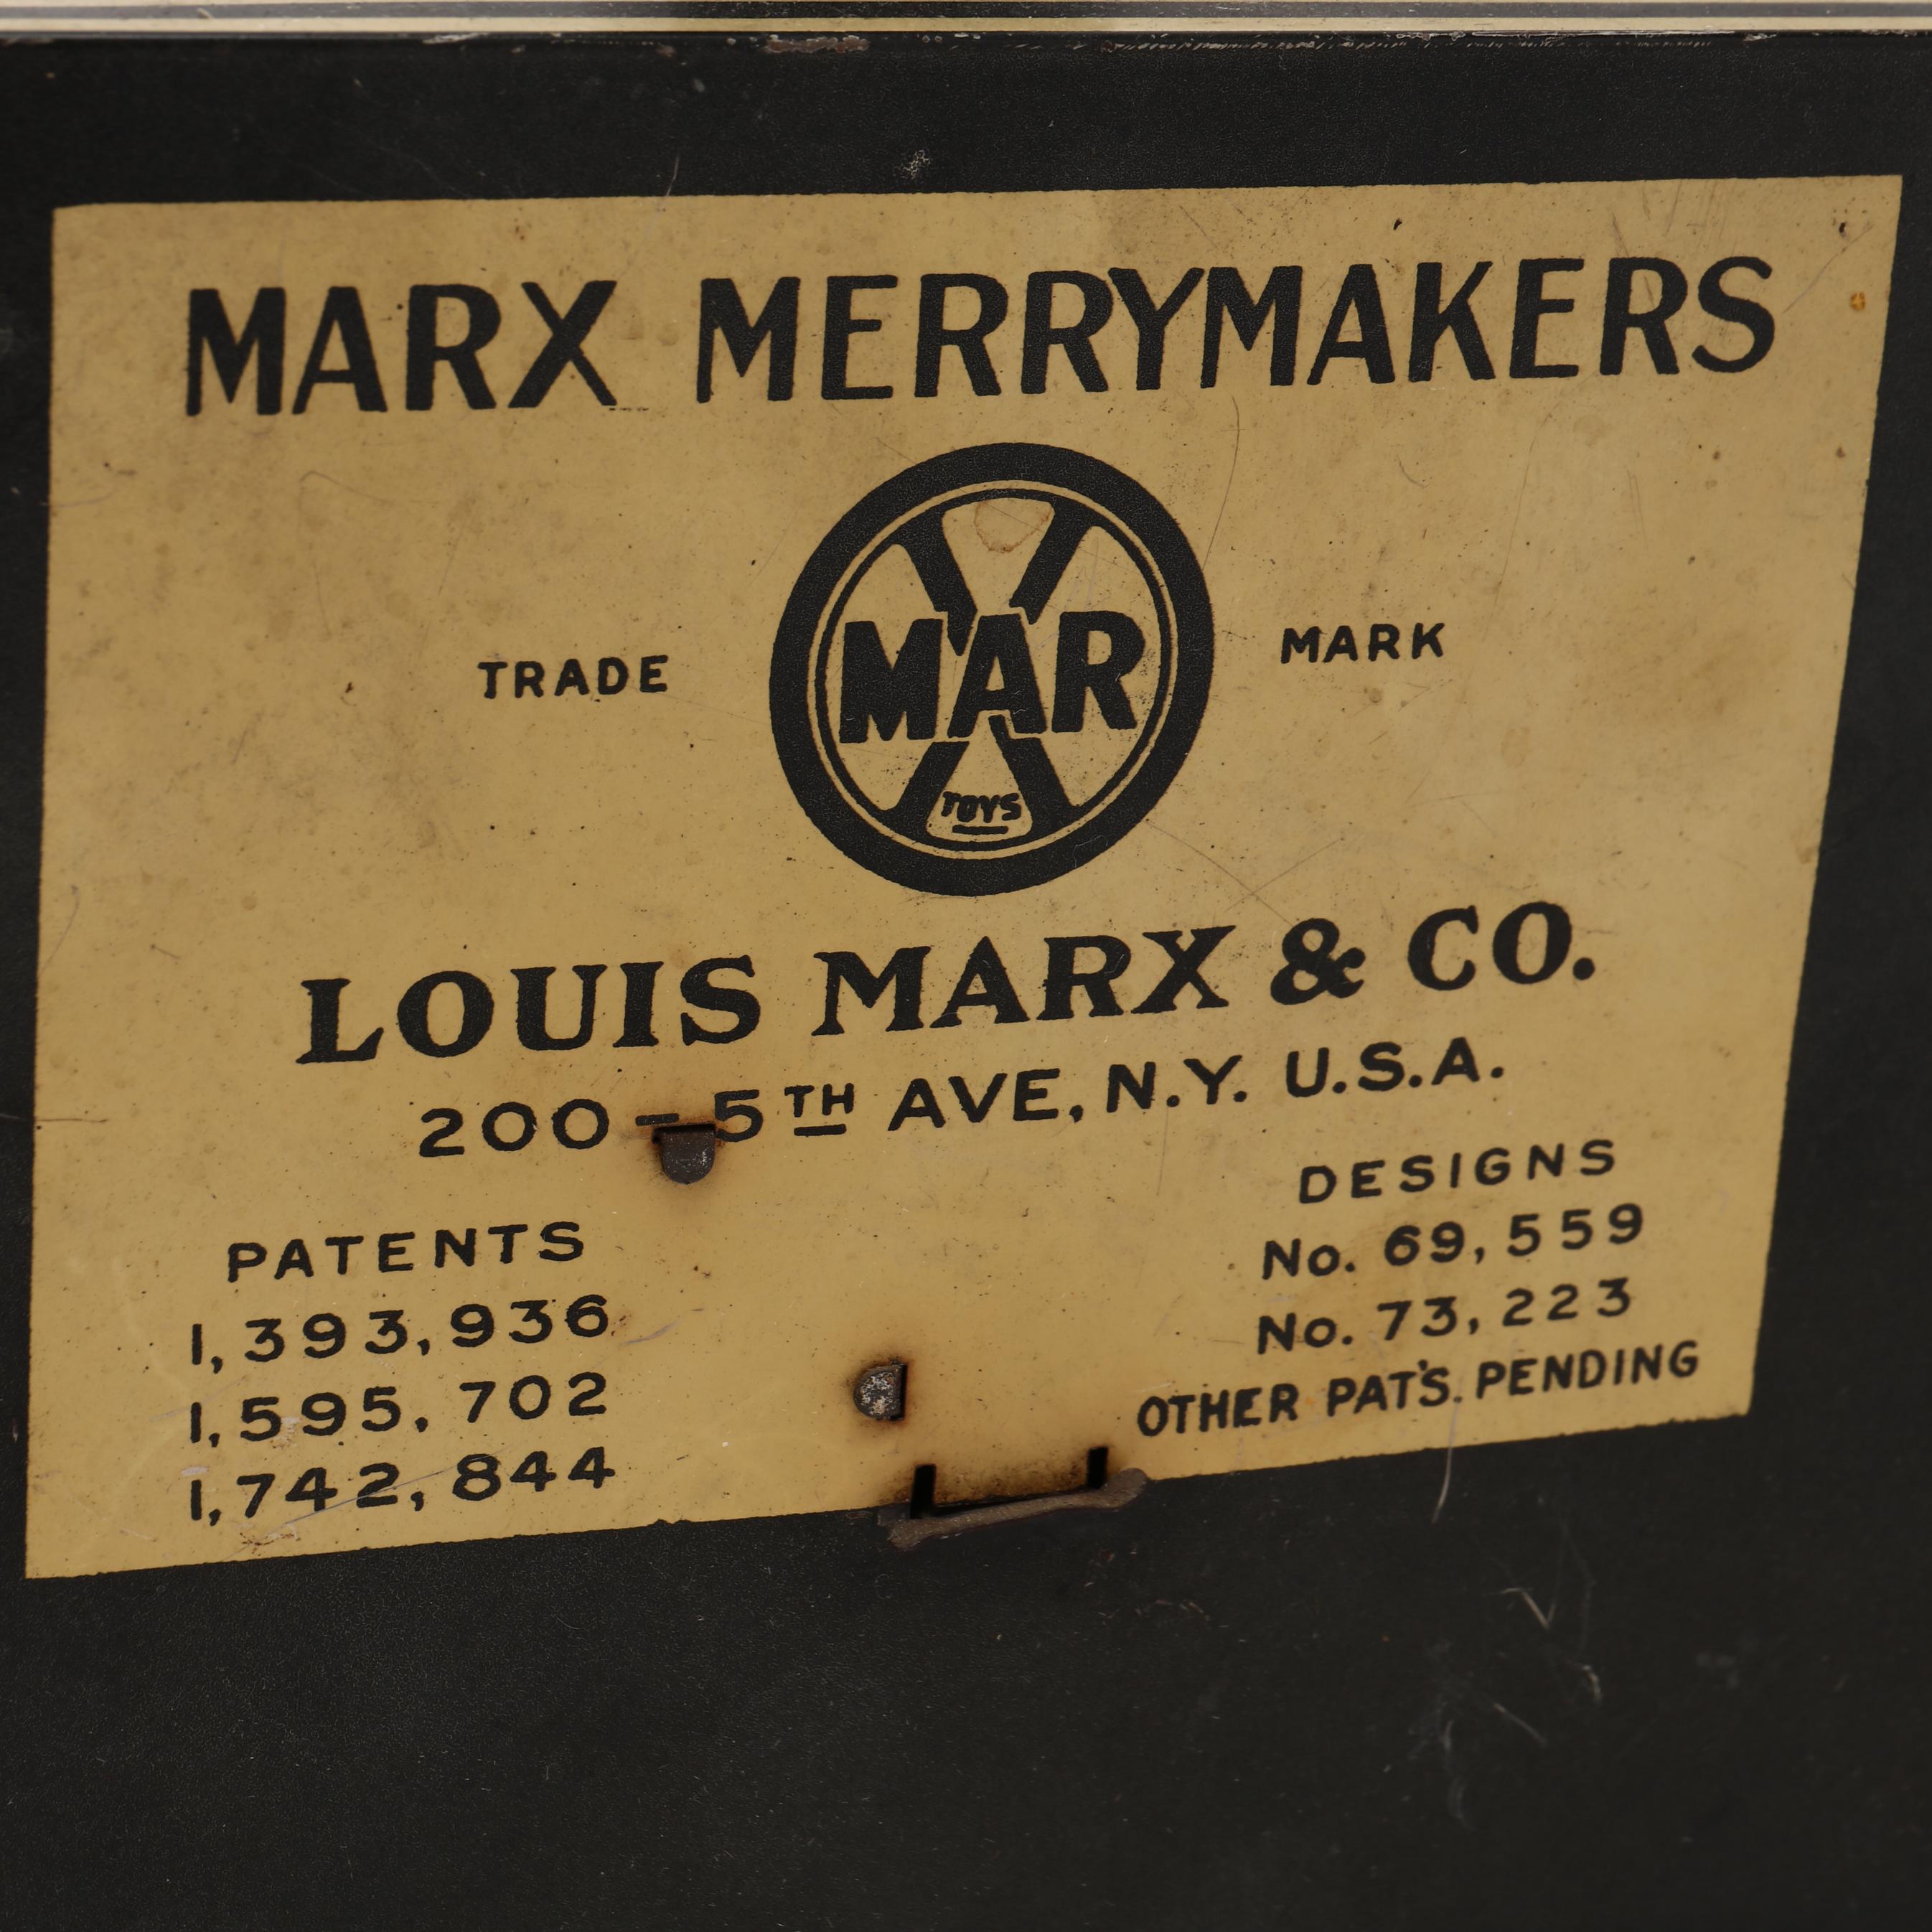 MARX MERRYMAKERS
TRADE MARX TOYS MARK
LOUIS MARX & CO.
200-5TH AVE, N.Y. U.S.A.
PATENTS
1,393,936
1,595,702
1,742,844
DESIGNS
No. 69,559
No. 73,223
OTHER PAT'S. PENDING